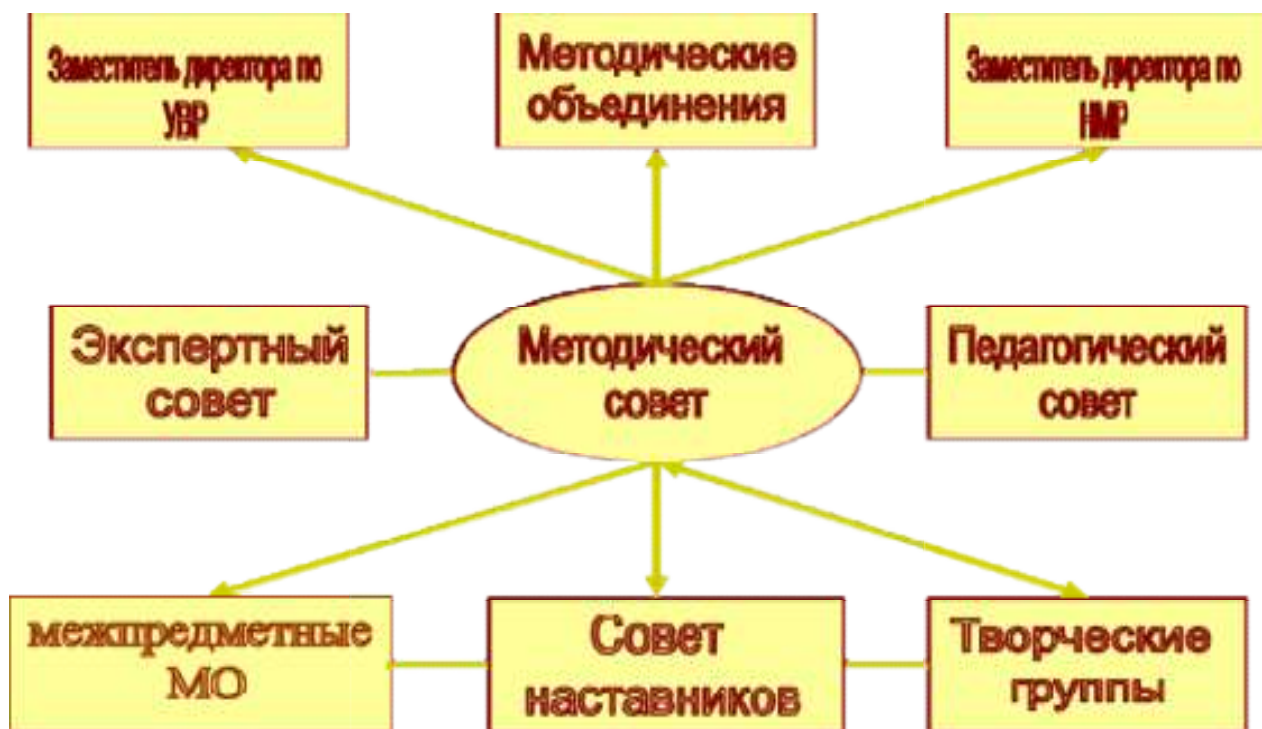 Заместитель директора по
УВР
Методические
объединения
Заместитель директора по
НМР
Экспертный
совет
Методический
совет
Педагогический
совет
межпредметные
МО
Совет
наставников
Творческие
группы